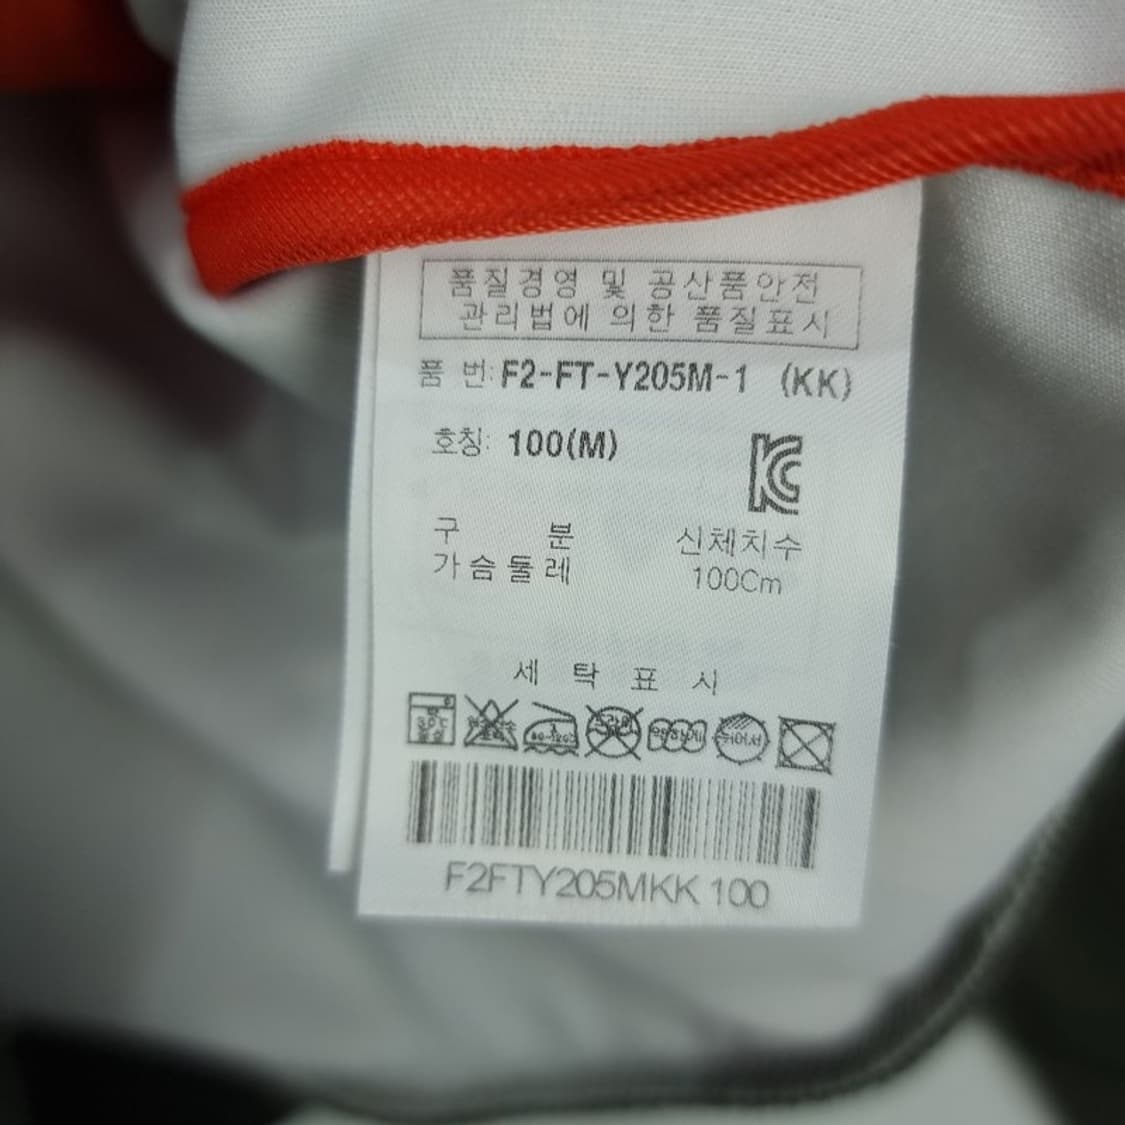 품질경영 및 공산품안전
관리법에 의한 품질표시
품 번: F2-FT-Y205M-1 (KK)
호칭: 100(M)
구 분 신체치수
가슴둘레 100Cm
세 탁 표 시
30℃
F2FTY205MKK 100